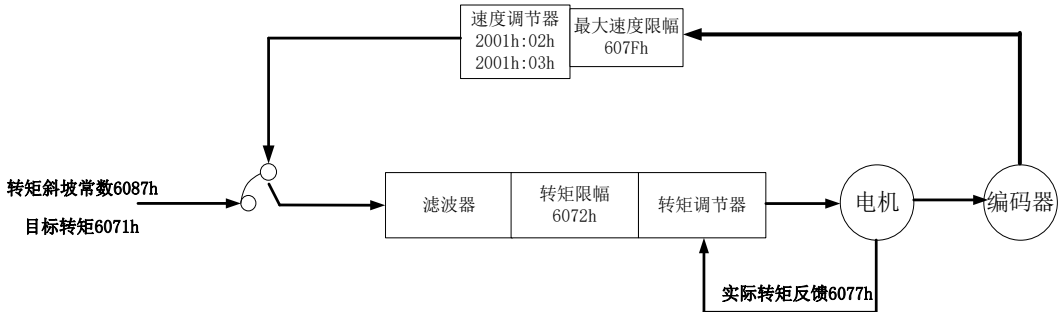 速度调节器
2001h:02h
2001h:03h
最大速度限幅
607Fh
转矩斜坡常数6087h
目标转矩6071h
滤波器
转矩限幅
6072h
转矩调节器
电机
编码器
实际转矩反馈6077h